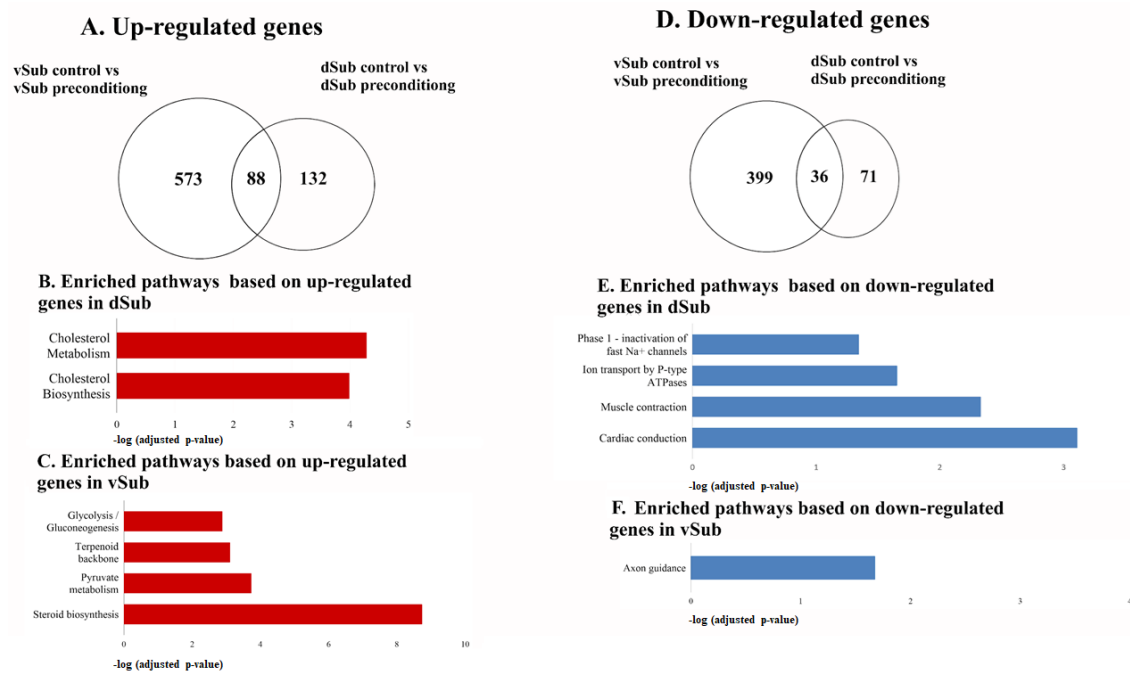 A. Up-regulated genes
vSub control vs
vSub preconditiong
dSub control vs
dSub preconditiong
573
88
132
B. Enriched pathways based on up-regulated
genes in dSub
Cholesterol
Metabolism
Cholesterol
Biosynthesis
0 1 2 3 4 5
-log (adjusted p-value)
C. Enriched pathways based on up-regulated
genes in vSub
Glycolysis /
Gluconeogenesis
Terpenoid
backbone
Pyruvate
metabolism
Steroid biosynthesis
0 2 4 6 8 10
-log (adjusted p-value)
D. Down-regulated genes
vSub control vs
vSub preconditiong
dSub control vs
dSub preconditiong
399
36
71
E. Enriched pathways based on down-regulated
genes in dSub
Phase 1 - inactivation of
fast Na+ channels
Ion transport by P-type
ATPases
Muscle contraction
Cardiac conduction
0 1 2 3
-log (adjusted p-value)
F. Enriched pathways based on down-regulated
genes in vSub
Axon guidance
0 1 2 3 4
-log (adjusted p-value)